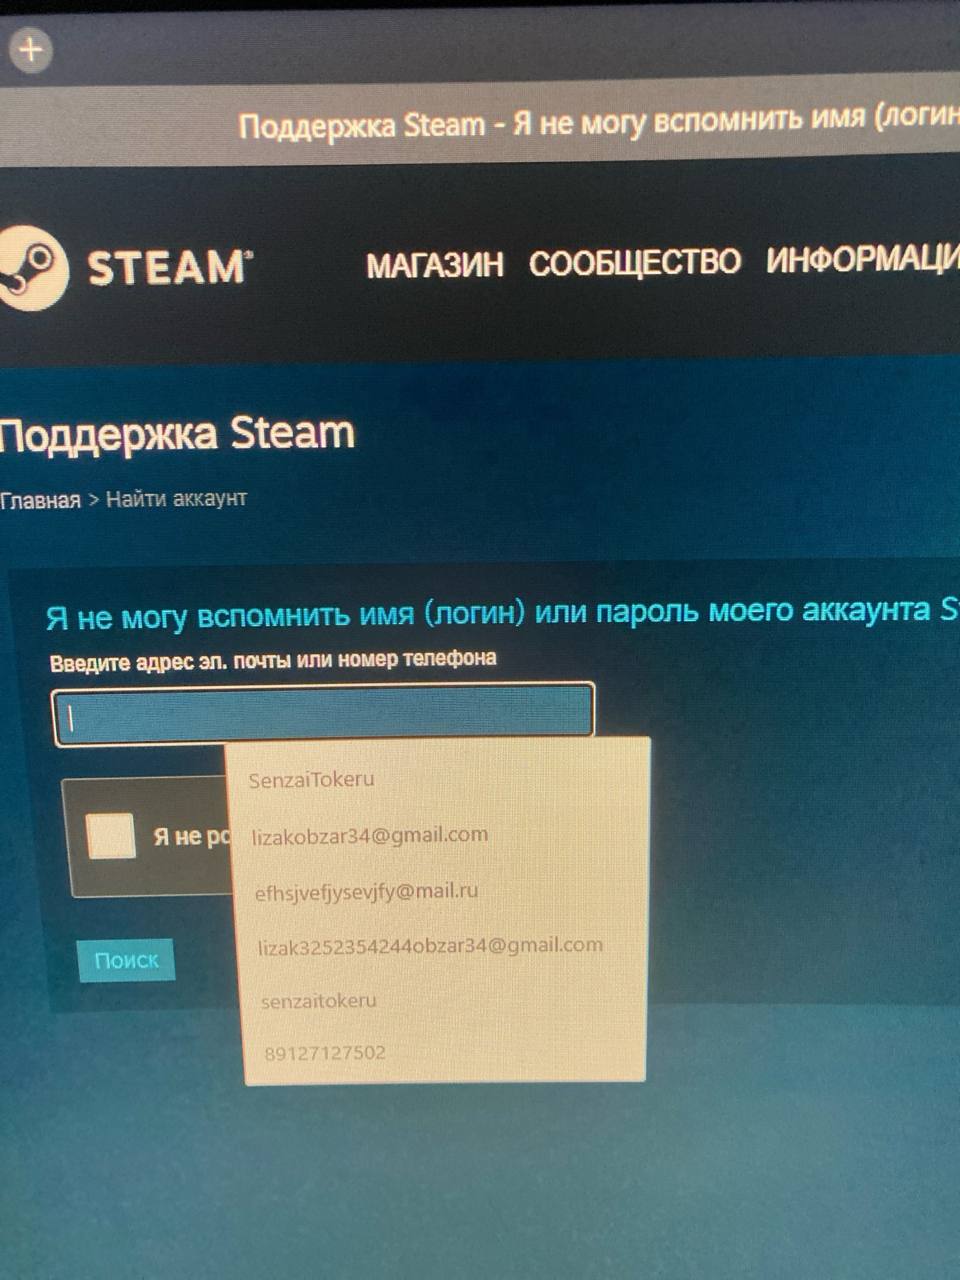 Поддержка Steam - Я не могу вспомнить имя (логин
STEAM®
МАГАЗИН СООБЩЕСТВО ИНФОРМАЦИ
Поддержка Steam
Главная > Найти аккаунт
Я не могу вспомнить имя (логин) или пароль моего аккаунта S
Введите адрес эл. почты или номер телефона
SenzaiTokeru
Я не ро
lizakobzar34@gmail.com
efhsjvefjysevjfy@mail.ru
lizak3252354244obzar34@gmail.com
Поиск
senzaitokeru
89127127502